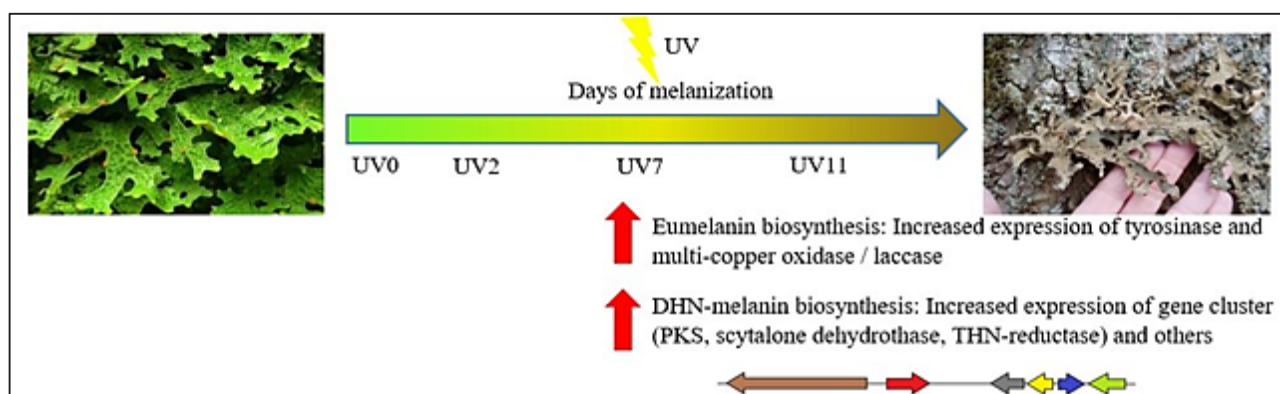 UV
Days of melanization
UV0 UV2 UV7 UV11
Eumelanin biosynthesis: Increased expression of tyrosinase and
multi-copper oxidase / laccase
DHN-melanin biosynthesis: Increased expression of gene cluster
(PKS, scytalone dehydrothase, THN-reductase) and others